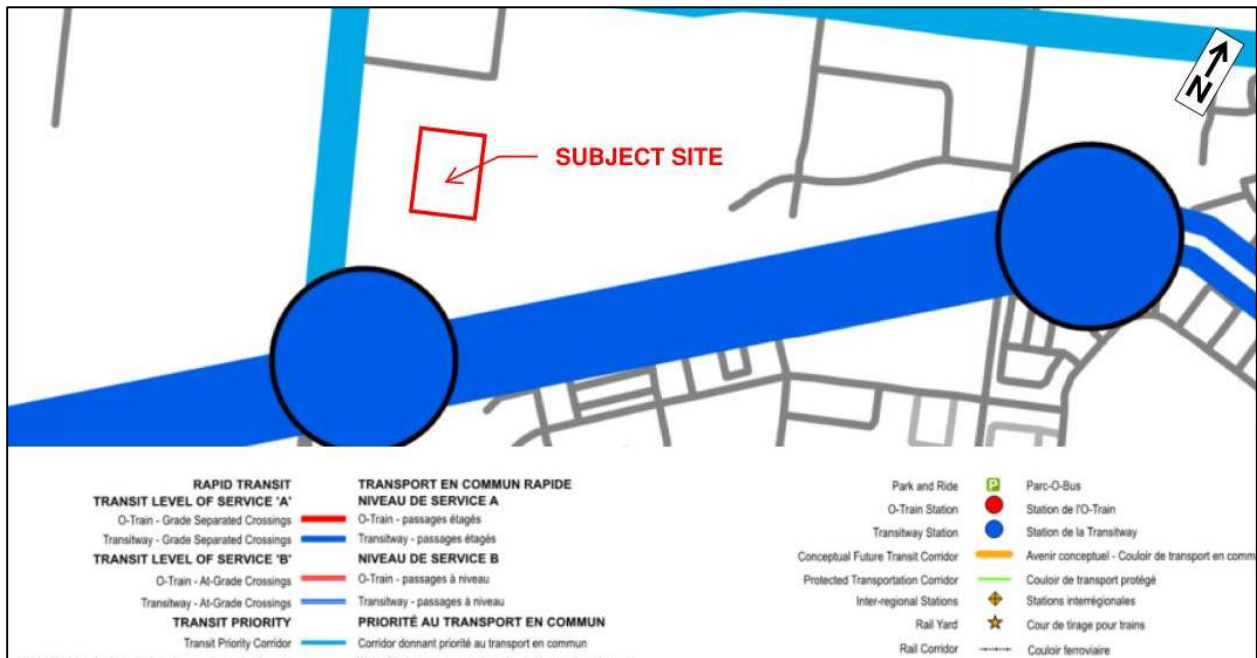 N
SUBJECT SITE
RAPID TRANSIT
TRANSIT LEVEL OF SERVICE 'A'
O-Train - Grade Separated Crossings
Transitway - Grade Separated Crossings
TRANSIT LEVEL OF SERVICE 'B'
O-Train - At-Grade Crossings
Transitway - At-Grade Crossings
TRANSIT PRIORITY
Transit Priority Corridor
TRANSPORT EN COMMUN RAPIDE
NIVEAU DE SERVICE A
O-Train - passages étagés
Transitway - passages étagés
NIVEAU DE SERVICE B
O-Train - passages à niveau
Transitway - passages à niveau
PRIORITÉ AU TRANSPORT EN COMMUN
Corridor donnant priorité au transport en commun
Park and Ride P Parc-O-Bus
O-Train Station Station de l'O-Train
Transitway Station Station de la Transitway
Conceptual Future Transit Corridor Avenir conceptuel - Couloir de transport en comm
Protected Transportation Corridor Couloir de transport protégé
Inter-regional Stations Stations interrégionales
Rail Yard Cour de tirage pour trains
Rail Corridor Couloir ferroviaire